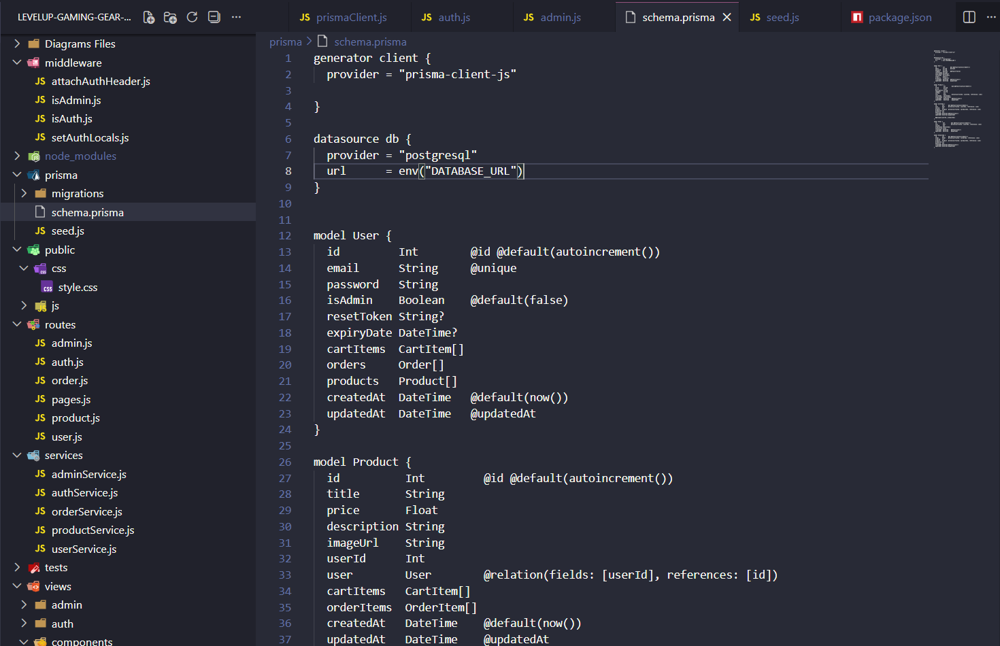 LEVELUP-GAMING-GEAR-...
Diagrams Files
middleware
JS attachAuthHeader.js
JS isAdmin.js
JS isAuth.js
JS setAuthLocals.js
node_modules
prisma
migrations
schema.prisma
JS seed.js
public
css
style.css
js
routes
JS admin.js
JS auth.js
JS order.js
JS pages.js
JS product.js
JS user.js
services
JS adminService.js
JS authService.js
JS orderService.js
JS productService.js
JS userService.js
tests
views
admin
auth
components
JS prismaClient.js
JS auth.js
JS admin.js
schema.prisma
JS seed.js
package.json
prisma > schema.prisma
1 generator client {
2 provider = "prisma-client-js"
3
4 }
5
6 datasource db {
7 provider = "postgresql"
8 url      = env("DATABASE_URL")
9 }
10
11
12 model User {
13 id         Int       @id @default(autoincrement())
14 email      String    @unique
15 password   String
16 isAdmin    Boolean   @default(false)
17 resetToken String?
18 expiryDate DateTime?
19 cartItems  CartItem[]
20 orders     Order[]
21 products   Product[]
22 createdAt  DateTime  @default(now())
23 updatedAt  DateTime  @updatedAt
24 }
25
26 model Product {
27 id          Int        @id @default(autoincrement())
28 title       String
29 price       Float
30 description String
31 imageUrl    String
32 userId      Int
33 user        User       @relation(fields: [userId], references: [id])
34 cartItems   CartItem[]
35 orderItems  OrderItem[]
36 createdAt   DateTime   @default(now())
37 updatedAt   DateTime   @updatedAt